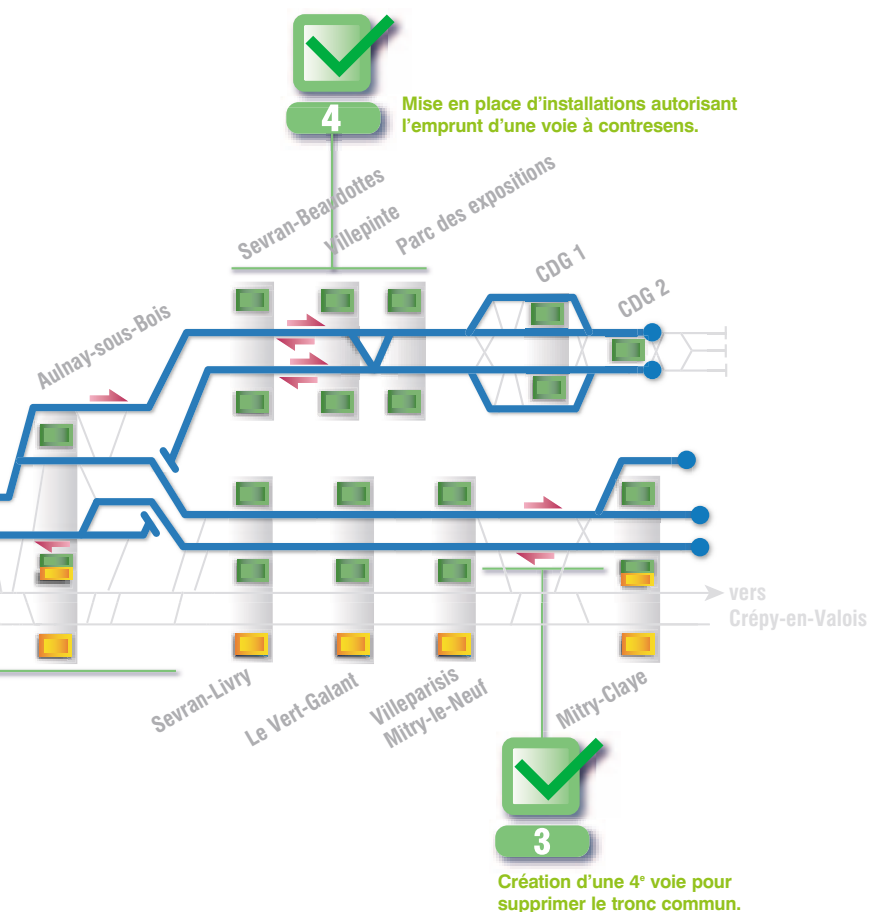 4
Mise en place d'installations autorisant
l'emprunt d'une voie à contresens.
Sevran-Beaudottes
Villepinte
Parc des expositions
CDG 1
CDG 2
Aulnay-sous-Bois
vers
Crépy-en-Valois
Sevran-Livry
Le Vert-Galant
Villeparisis
Mitry-le-Neuf
Mitry-Claye
3
Création d'une 4e voie pour
supprimer le tronc commun.